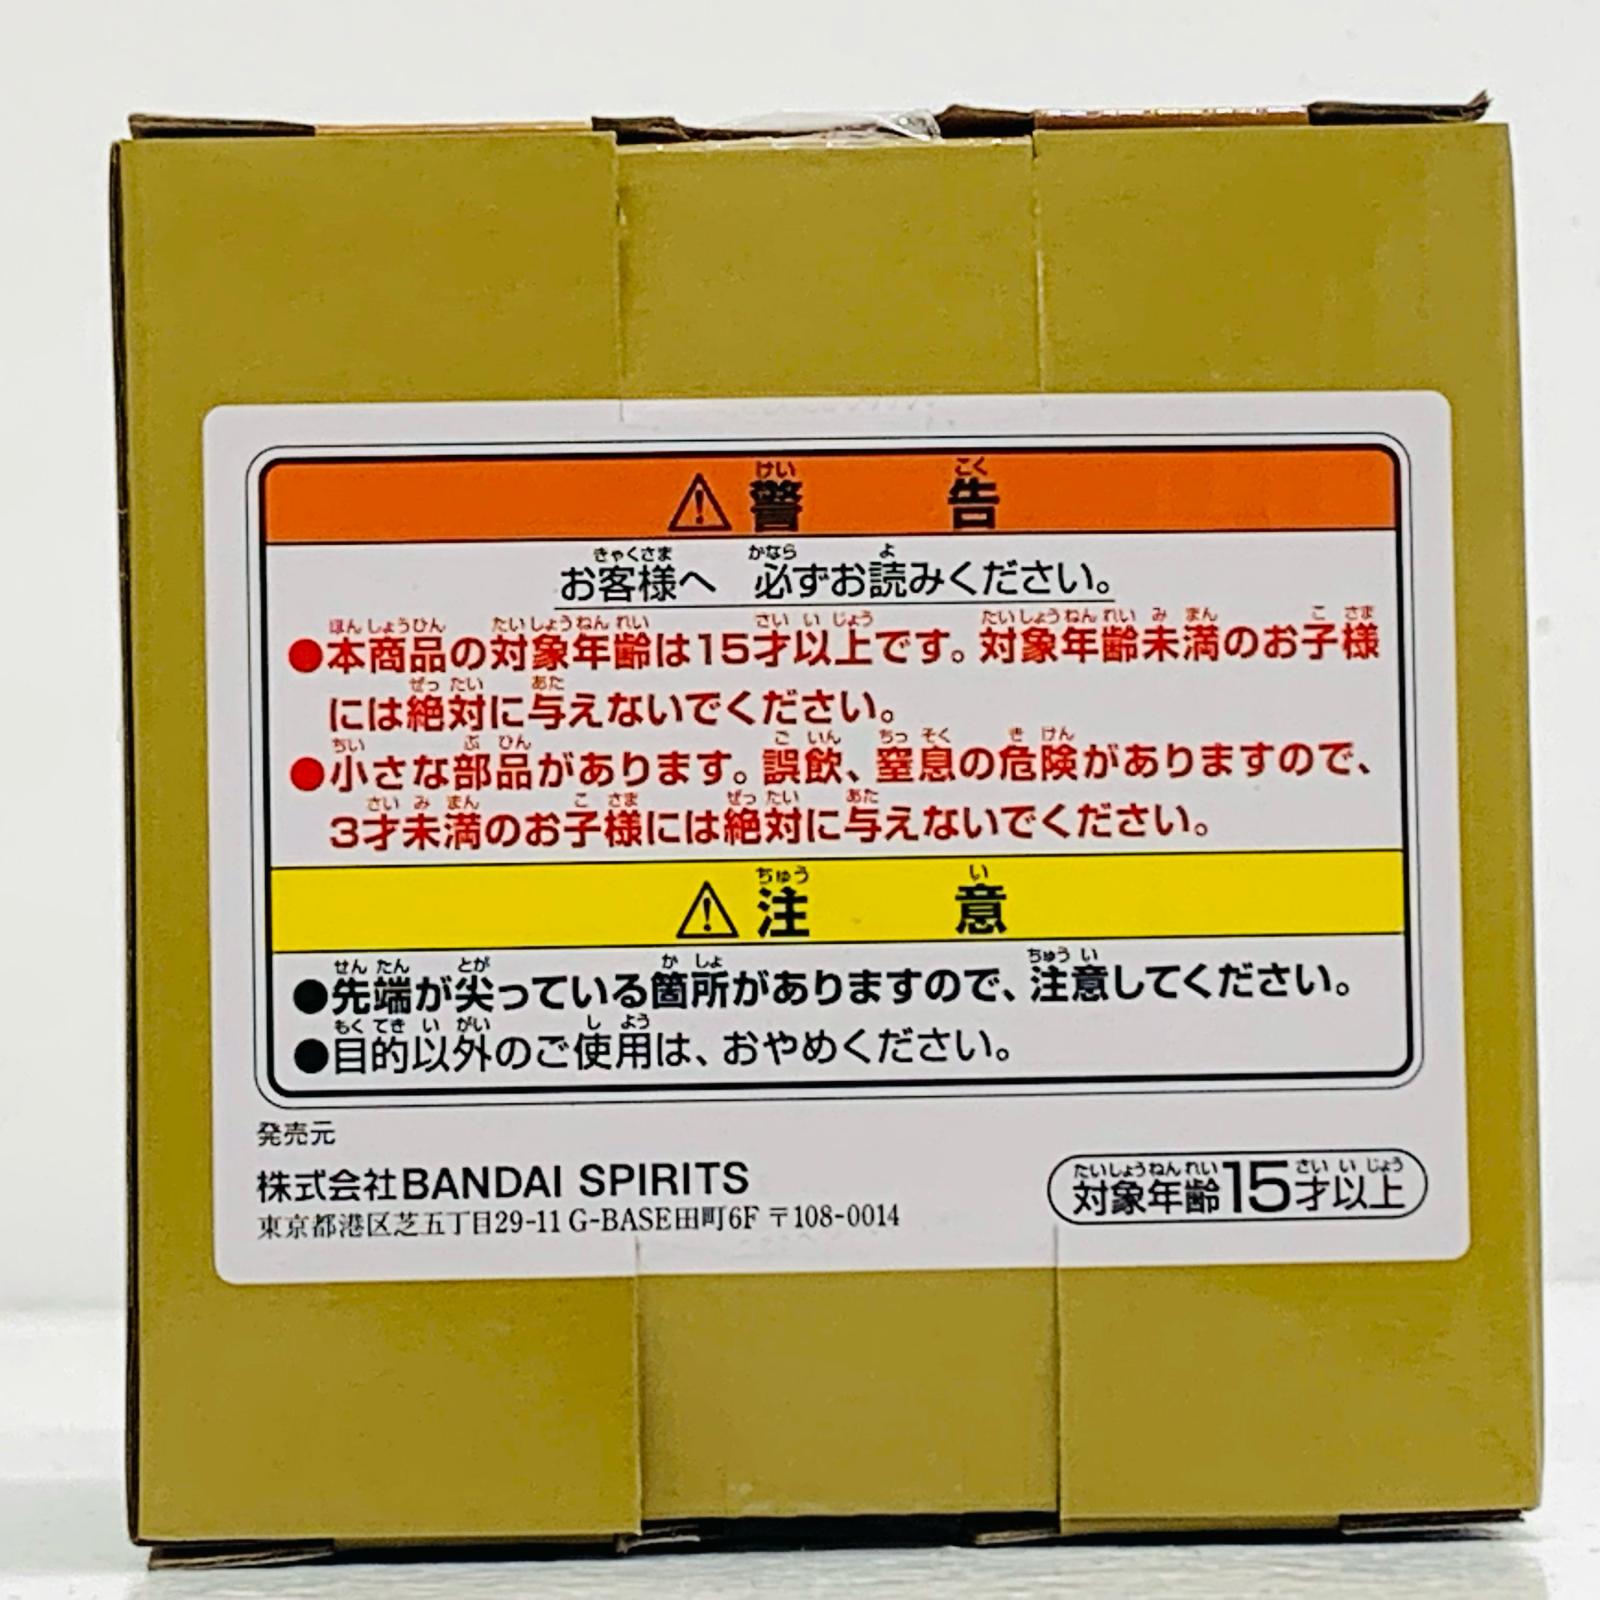 ⚠警告
お客様へ 必ずお読みください。
●本商品の対象年齢は15才以上です。対象年齢未満のお子様
には絶対に与えないでください。
●小さな部品があります。誤飲、窒息の危険がありますので、
3才未満のお子様には絶対に与えないでください。
⚠注意
●先端が尖っている箇所がありますので、注意してください。
●目的以外のご使用は、おやめください。
発売元
株式会社BANDAI SPIRITS
東京都港区芝五丁目29-11 G-BASE田町6F 〒108-0014
対象年齢15才以上